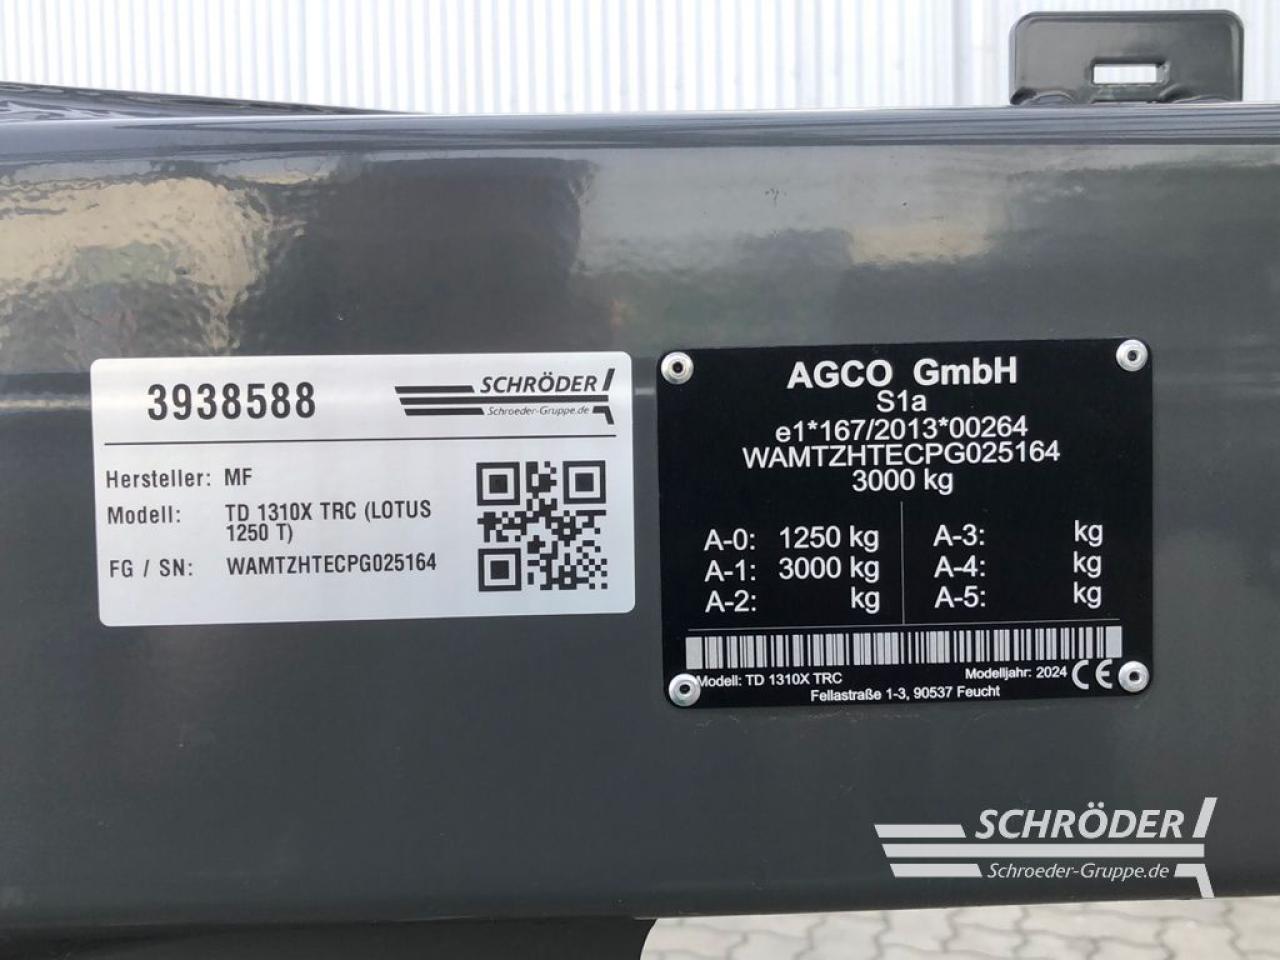 3938588
SCHRÖDER
Schroeder-Gruppe.de
Hersteller: MF
Modell: TD 1310X TRC (LOTUS
1250 T)
FG / SN: WAMTZHTECPG025164
AGCO GmbH
S1a
e1*167/2013*00264
WAMTZHTECPG025164
3000 kg
A-0: 1250 kg
A-1: 3000 kg
A-2: kg
A-3: kg
A-4: kg
A-5: kg
Modell: TD 1310X TRC
Modelljahr: 2024 CE
Fellastraße 1-3, 90537 Feucht
SCHRÖDER
Schroeder-Gruppe.de